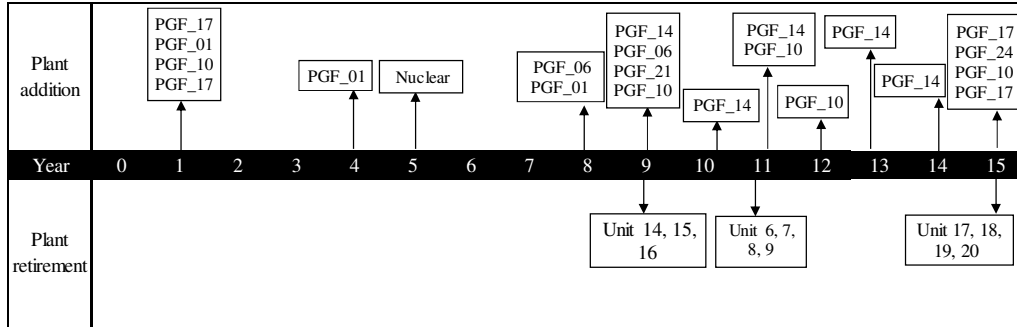 Plant
addition
PGF_17
PGF_01
PGF_10
PGF_17
PGF_01
Nuclear
PGF_06
PGF_01
PGF_14
PGF_06
PGF_21
PGF_10
PGF_14
PGF_14
PGF_10
PGF_10
PGF_14
PGF_14
PGF_17
PGF_24
PGF_10
PGF_17
Year 0 1 2 3 4 5 6 7 8 9 10 11 12 13 14 15
Plant
retirement
Unit 14, 15,
16
Unit 6, 7,
8, 9
Unit 17, 18,
19, 20